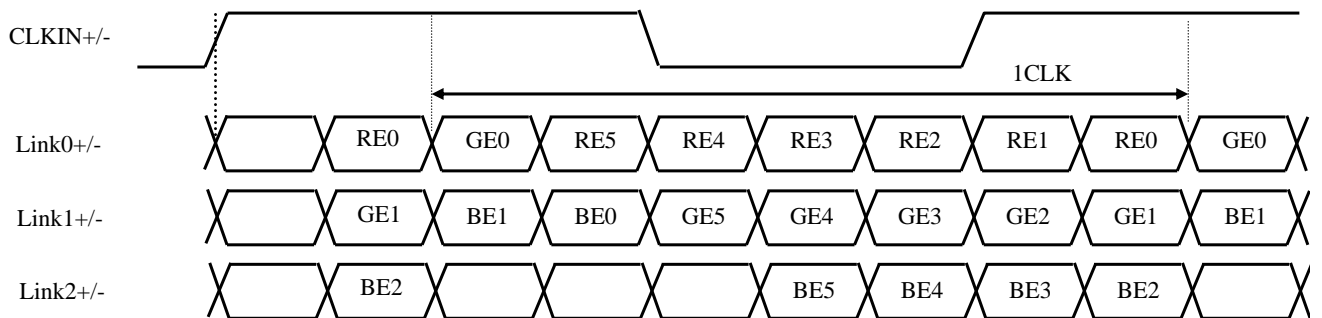 CLKIN+/-
1CLK
Link0+/- RE0 GE0 RE5 RE4 RE3 RE2 RE1 RE0 GE0
Link1+/- GE1 BE1 BE0 GE5 GE4 GE3 GE2 GE1 BE1
Link2+/- BE2 BE5 BE4 BE3 BE2